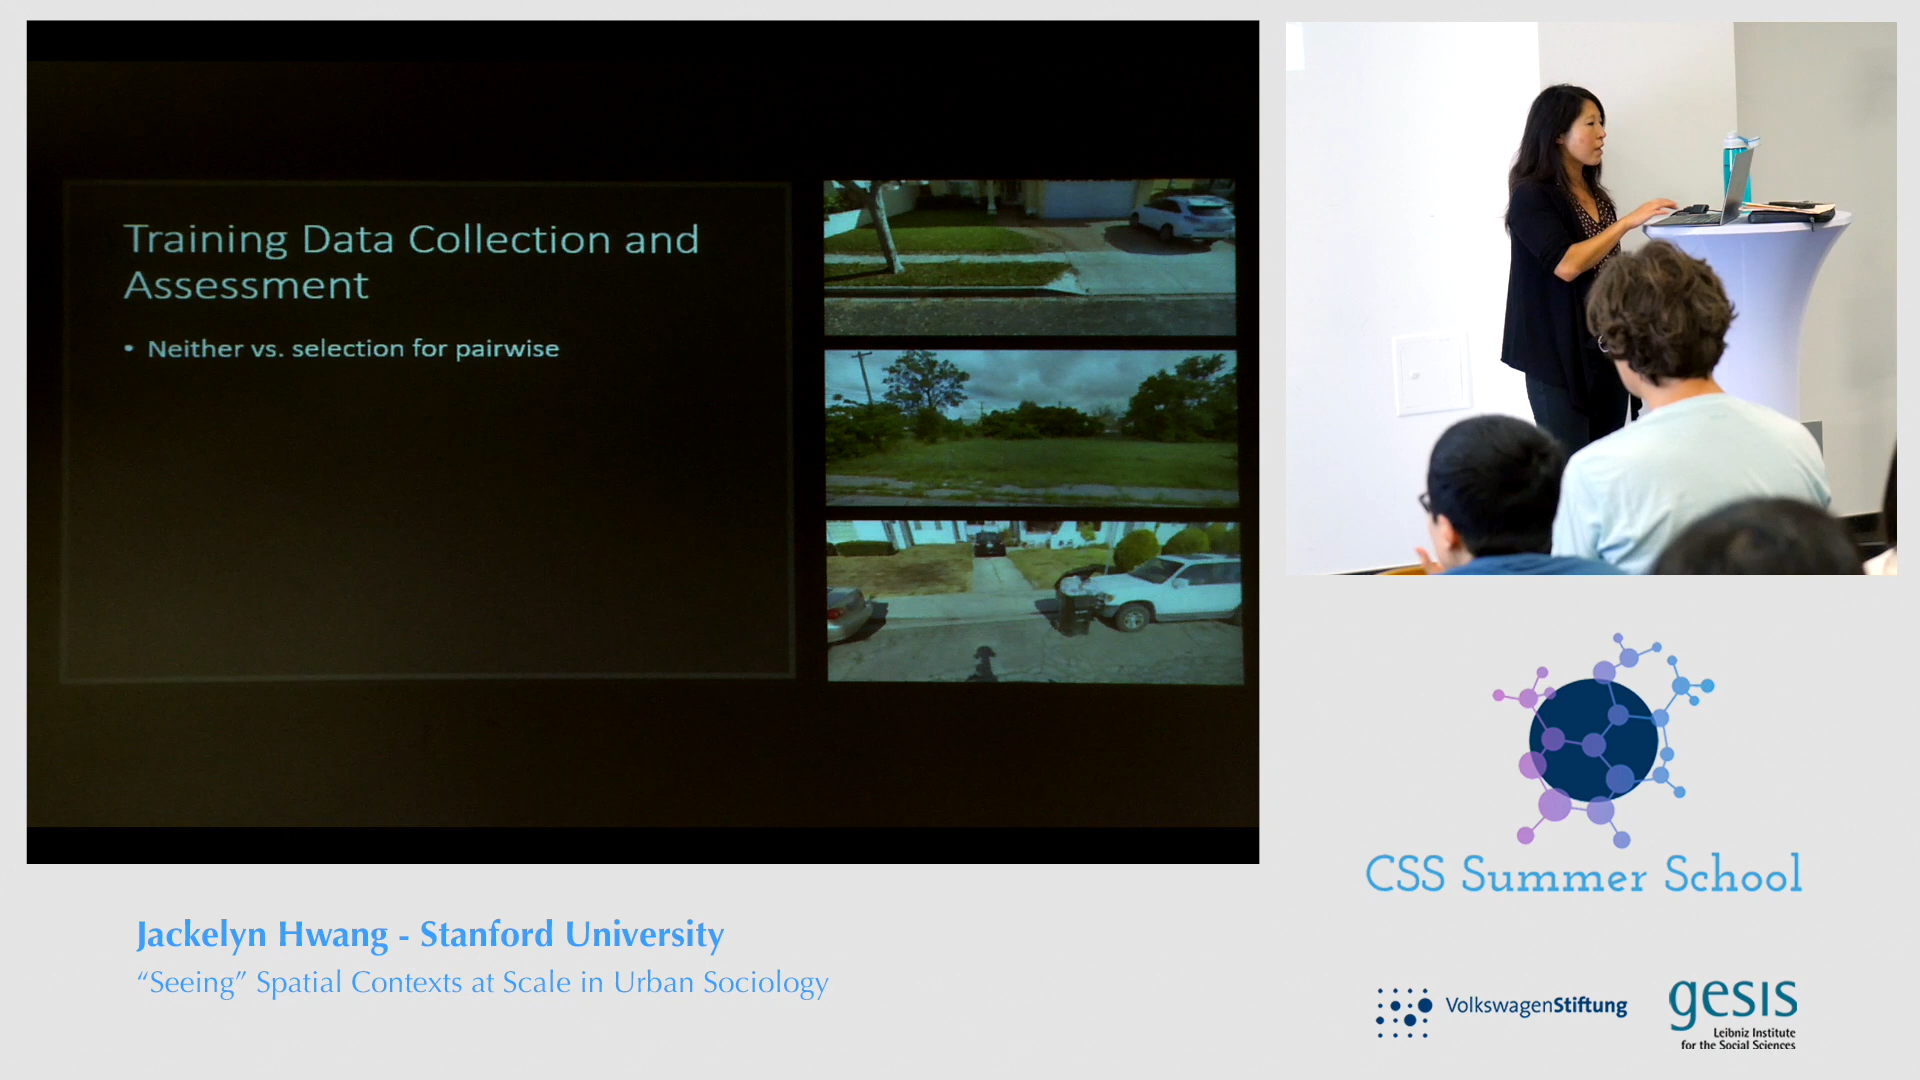 Training Data Collection and
Assessment
• Neither vs. selection for pairwise
Jackelyn Hwang - Stanford University
“Seeing” Spatial Contexts at Scale in Urban Sociology
CSS Summer School
VolkswagenStiftung
gesis
Leibniz Institute
for the Social Sciences